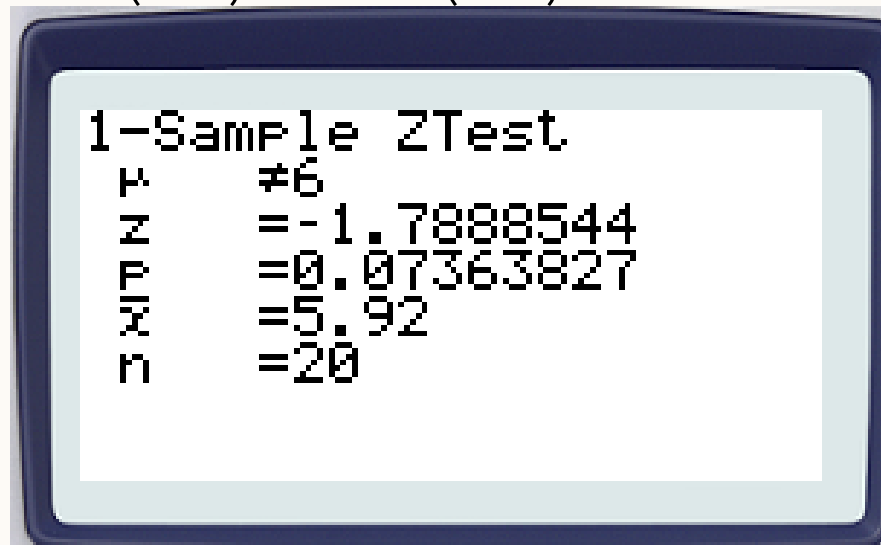 1-Sample ZTest
μ ≠6
z =-1.7888544
p =0.07363827
x̄ =5.92
n =20